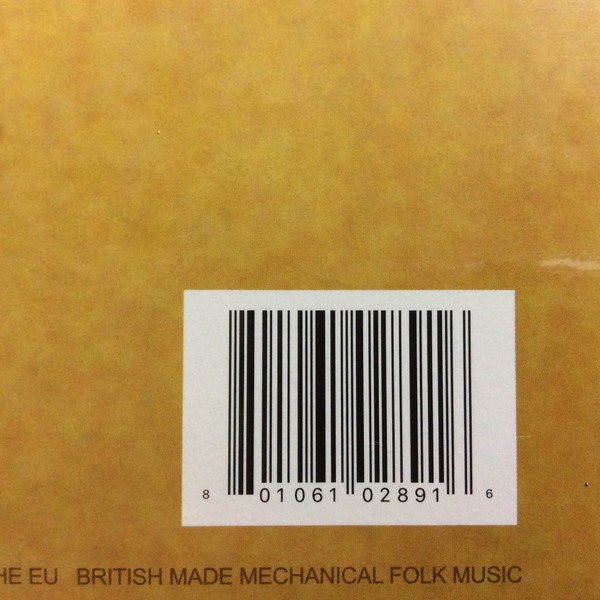 8 01061 02891 6
HE EU BRITISH MADE MECHANICAL FOLK MUSIC